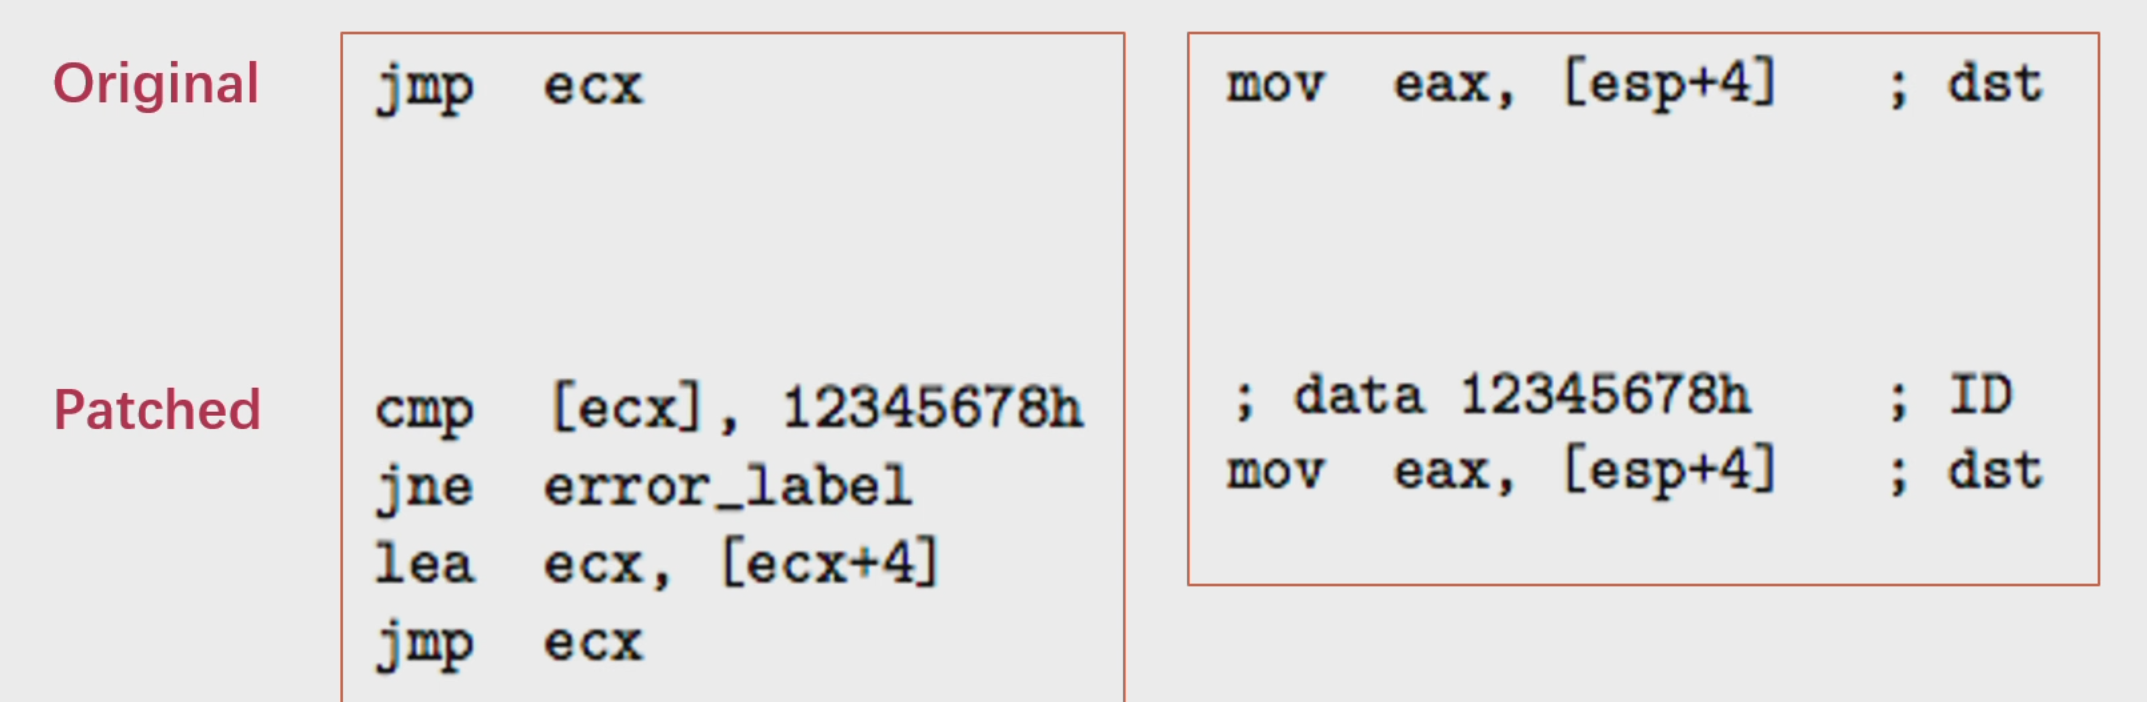 Original
jmp ecx
mov eax, [esp+4] ; dst
Patched
cmp [ecx], 12345678h
jne error_label
lea ecx, [ecx+4]
jmp ecx
; data 12345678h ; ID
mov eax, [esp+4] ; dst